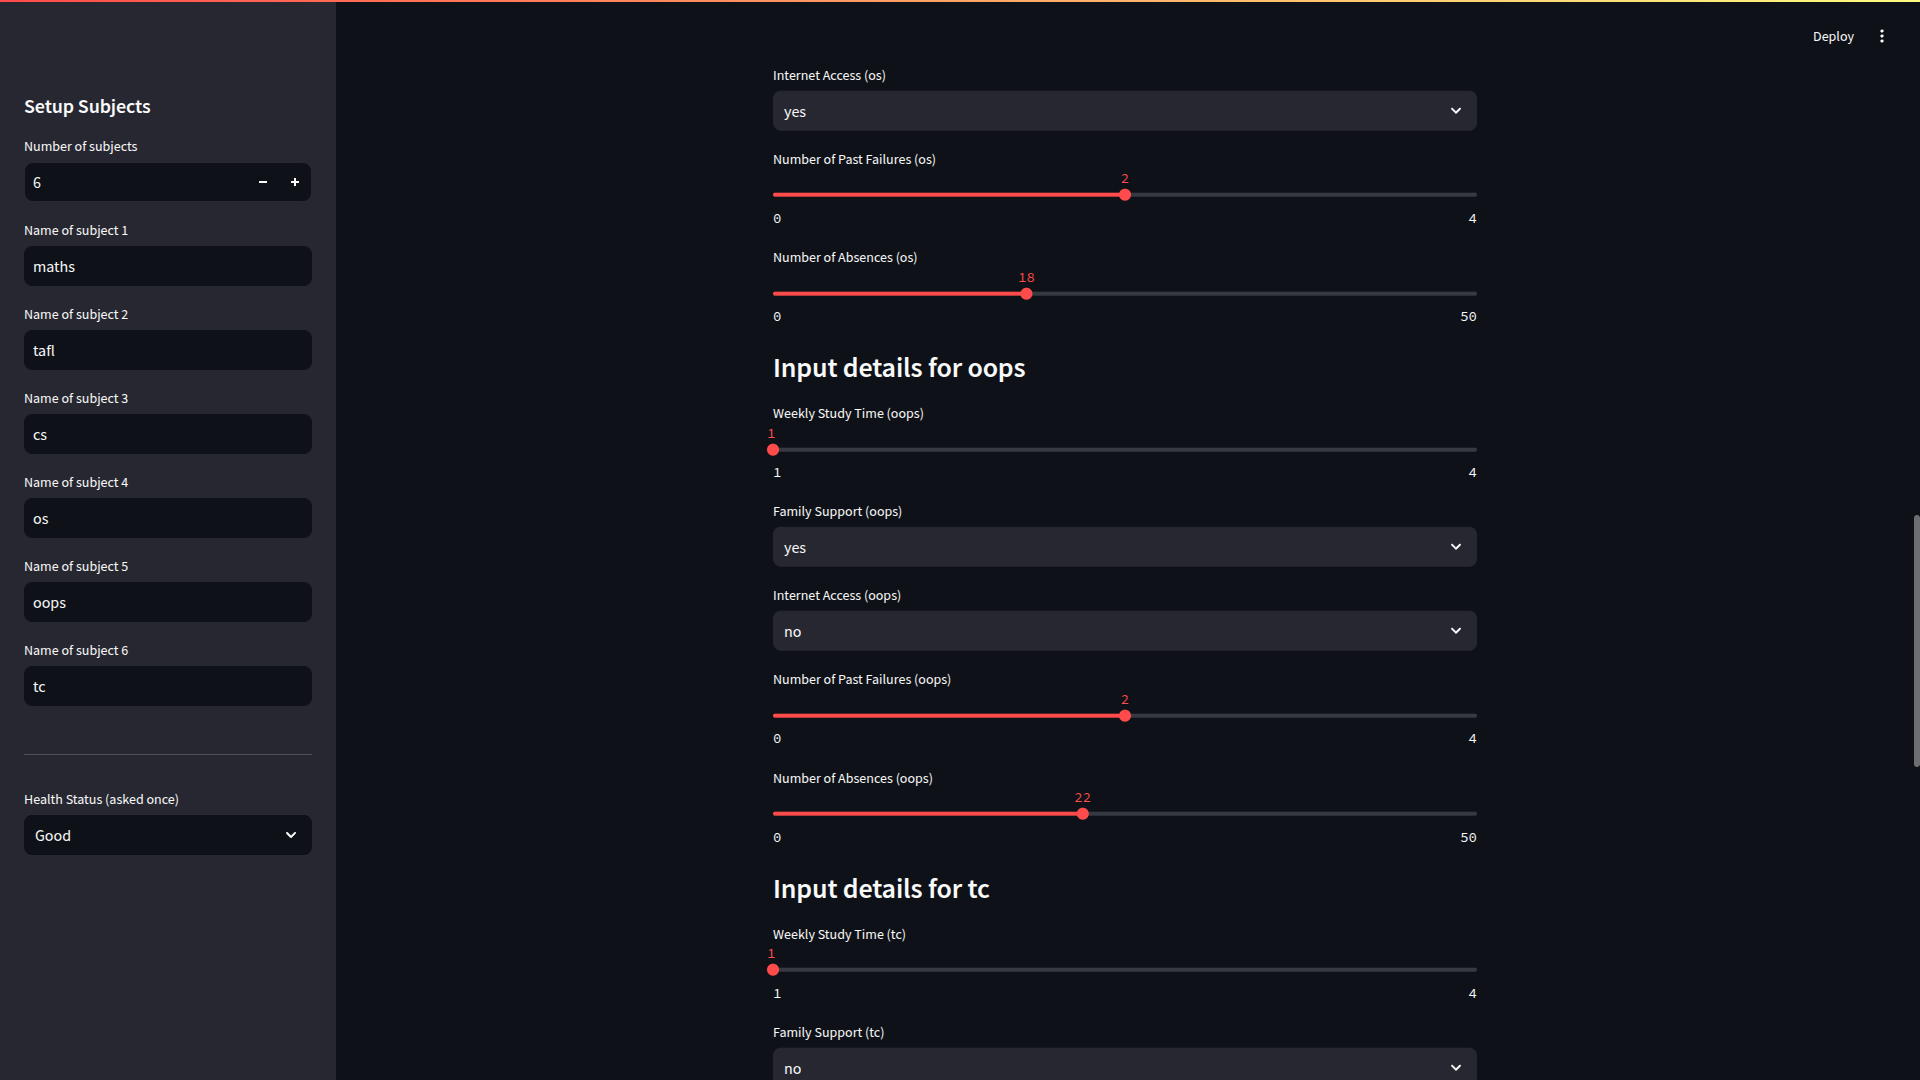 Deploy
Setup Subjects
Number of subjects
6
Name of subject 1
maths
Name of subject 2
tafl
Name of subject 3
cs
Name of subject 4
os
Name of subject 5
oops
Name of subject 6
tc
Health Status (asked once)
Good
Internet Access (os)
yes
Number of Past Failures (os)
2
0 4
Number of Absences (os)
18
0 50
Input details for oops
Weekly Study Time (oops)
1
1 4
Family Support (oops)
yes
Internet Access (oops)
no
Number of Past Failures (oops)
2
0 4
Number of Absences (oops)
22
0 50
Input details for tc
Weekly Study Time (tc)
1
1 4
Family Support (tc)
no